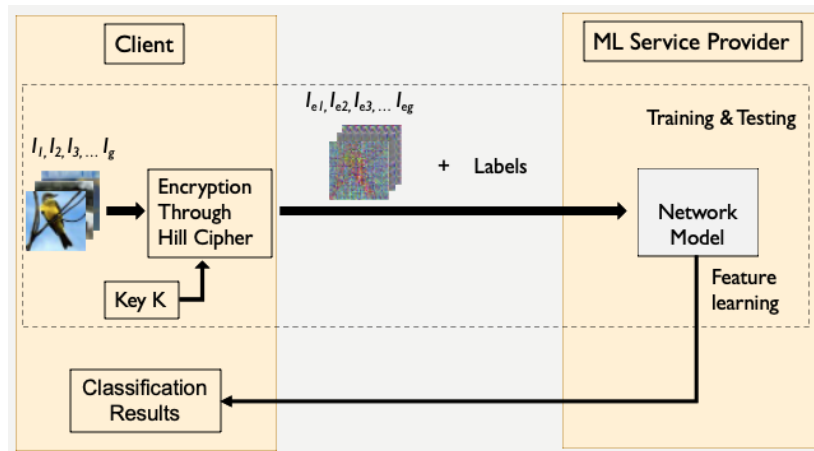 Client
ML Service Provider
I1, I2, I3, ... Ig
Ie1, Ie2, Ie3, ... Ieg
Training & Testing
+ Labels
Encryption
Through
Hill Cipher
Network
Model
Key K
Feature
learning
Classification
Results